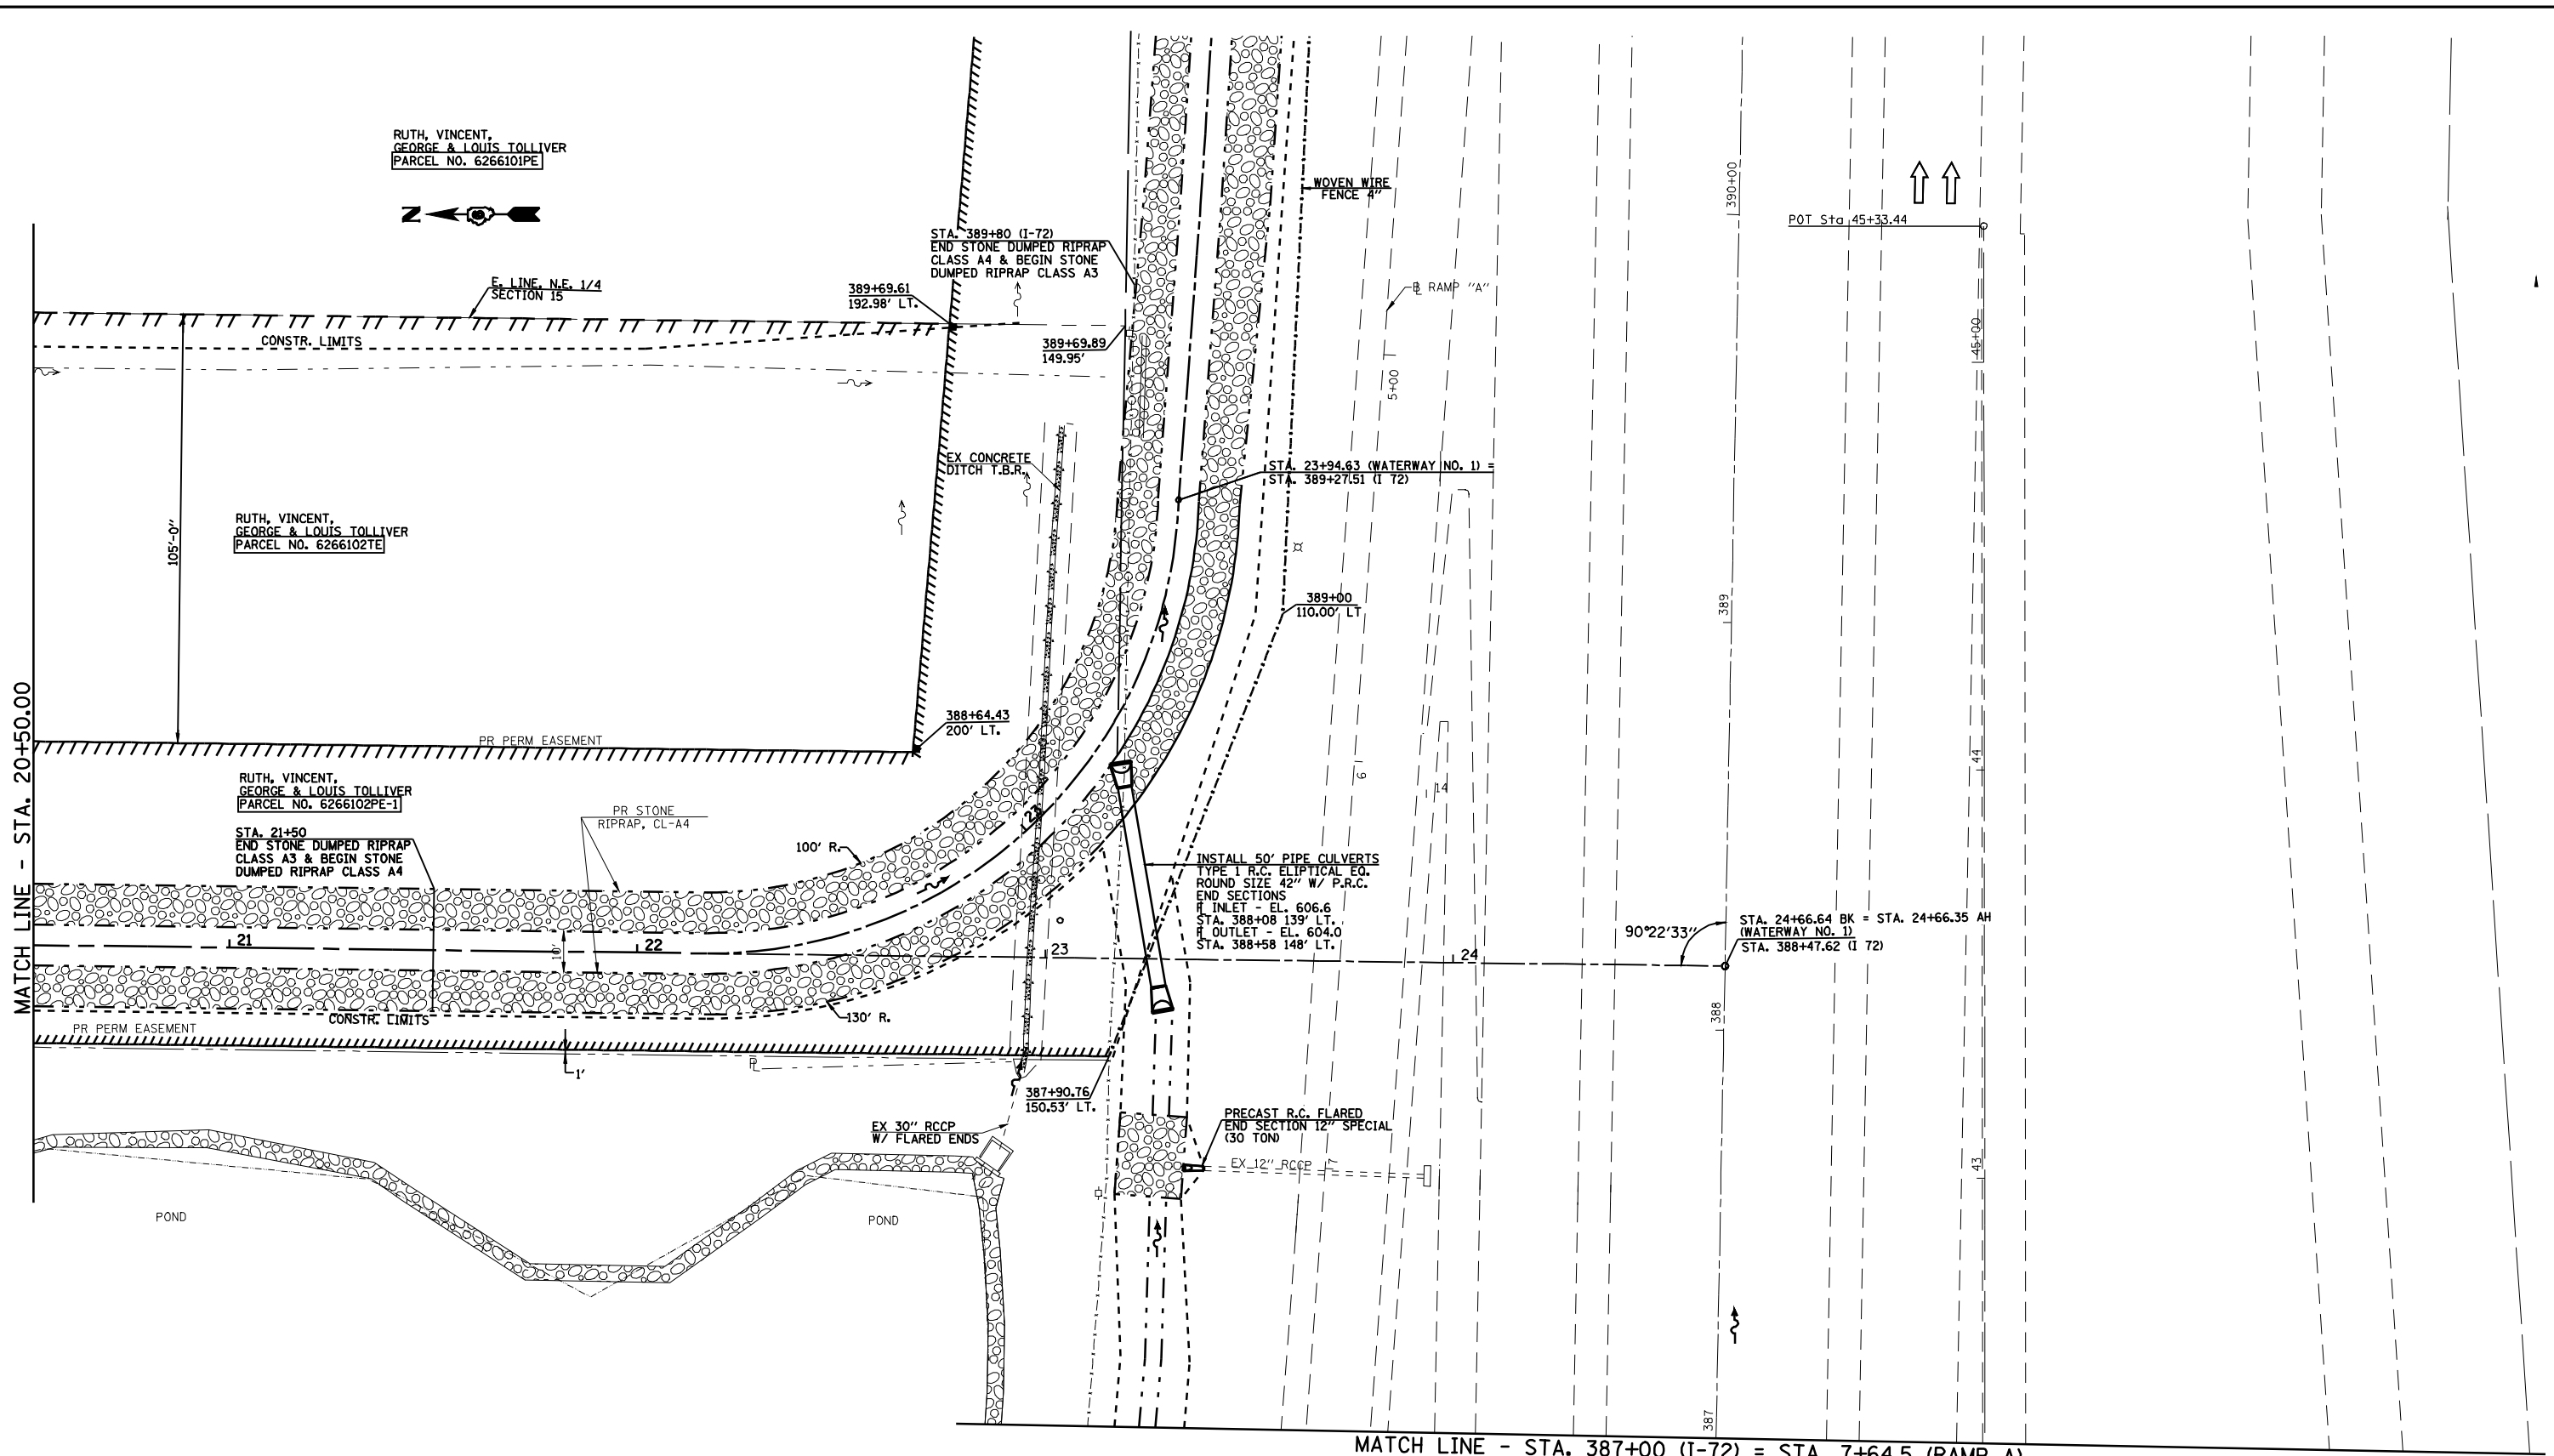 RUTH, VINCENT,
GEORGE & LOUIS TOLLIVER
PARCEL NO. 6266101PE
N
E. LINE, N.E. 1/4
SECTION 15
CONSTR. LIMITS
STA. 389+80 (I-72)
END STONE DUMPED RIPRAP
CLASS A4 & BEGIN STONE
DUMPED RIPRAP CLASS A3
389+69.61
192.98' LT.
389+69.89
149.95'
WOVEN WIRE
FENCE 4"
390+00
POT Sta 45+33.44
B RAMP "A"
45+00
5+00
EX CONCRETE
DITCH T.B.R.
STA. 23+94.63 (WATERWAY NO. 1) =
STA. 389+27.51 (I 72)
105'-0"
RUTH, VINCENT,
GEORGE & LOUIS TOLLIVER
PARCEL NO. 6266102TE
389+00
110.00' LT
389
388+64.43
200' LT.
PR PERM EASEMENT
MATCH LINE - STA. 20+50.00
RUTH, VINCENT,
GEORGE & LOUIS TOLLIVER
PARCEL NO. 6266102PE-1
PR STONE
RIPRAP, CL-A4
STA. 21+50
END STONE DUMPED RIPRAP
CLASS A3 & BEGIN STONE
DUMPED RIPRAP CLASS A4
100' R.
23
6
14
44
INSTALL 50' PIPE CULVERTS
TYPE 1 R.C. ELIPTICAL EQ.
ROUND SIZE 42" W/ P.R.C.
END SECTIONS
INLET - EL. 606.6
STA. 388+08 139' LT.
OUTLET - EL. 604.0
STA. 388+58 148' LT.
90°22'33"
STA. 24+66.64 BK = STA. 24+66.35 AH
(WATERWAY NO. 1)
STA. 388+47.62 (I 72)
21
10'
22
23
24
CONSTR. LIMITS
130' R.
388
PR PERM EASEMENT
1'
387+90.76
150.53' LT.
EX 30" RCCP
W/ FLARED ENDS
PRECAST R.C. FLARED
END SECTION 12" SPECIAL
(30 TON)
EX 12" RCCP
7
43
POND
POND
387
MATCH LINE - STA. 387+00 (I-72) = STA. 7+64.5 (RAMP A)